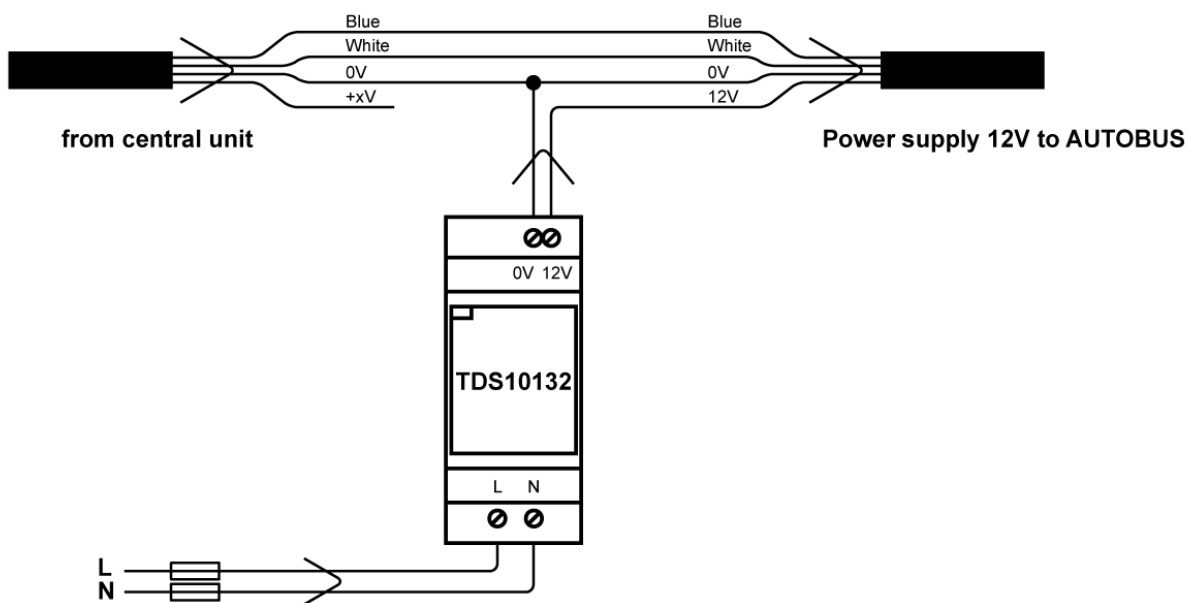 Blue Blue
White White
0V 0V
+xV 12V
from central unit Power supply 12V to AUTOBUS
0V 12V
TDS10132
L N
L
N